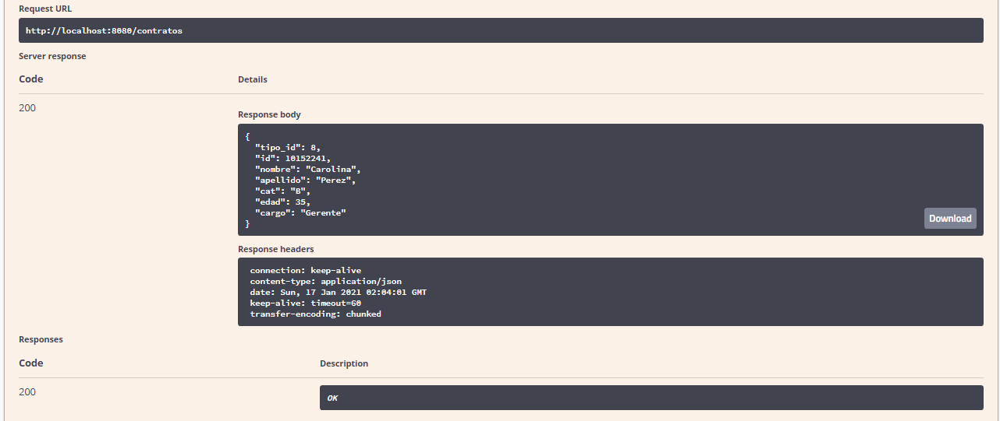 Request URL
http://localhost:8080/contratos
Server response
Code Details
200
Response body
{
"tipo_id": 8,
"id": 10152241,
"nombre": "Carolina",
"apellido": "Perez",
"cat": "B",
"edad": 35,
"cargo": "Gerente"
}
Download
Response headers
connection: keep-alive
content-type: application/json
date: Sun, 17 Jan 2021 02:04:01 GMT
keep-alive: timeout=60
transfer-encoding: chunked
Responses
Code Description
200 OK